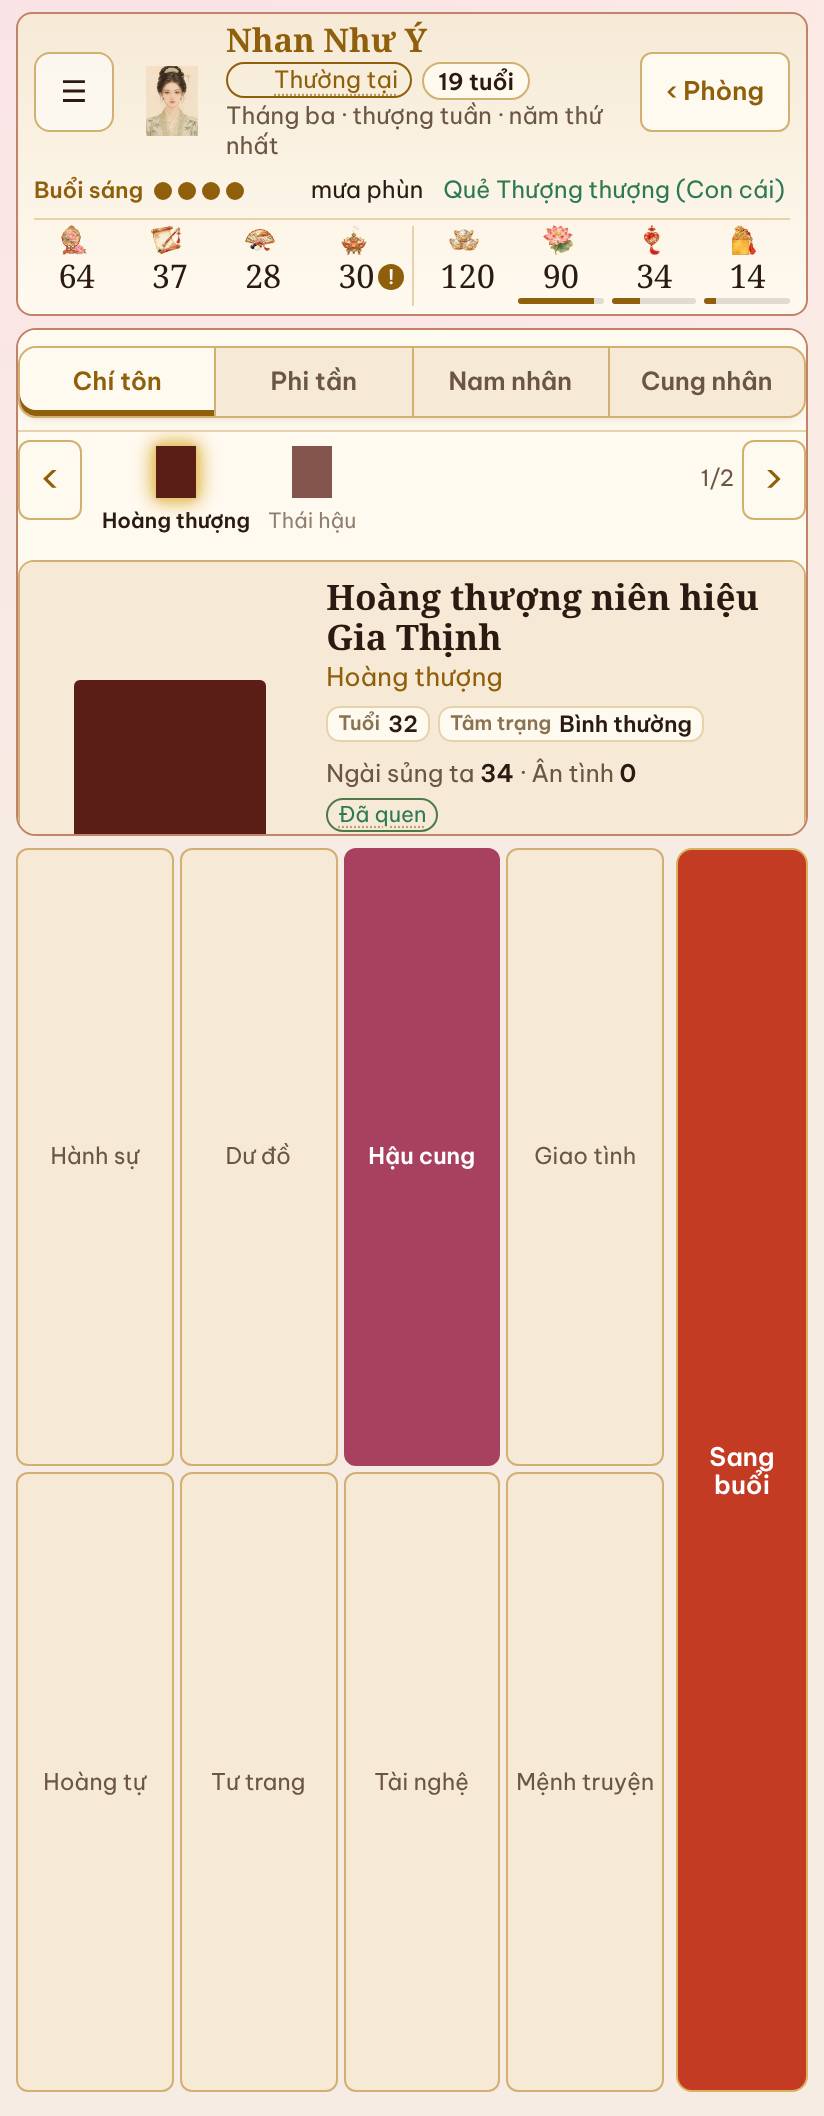 ☰
Nhan Như Ý
Thường tại
19 tuổi
Tháng ba · thượng tuần · năm thứ
nhất
‹ Phòng
Buổi sáng
mưa phùn
Quẻ Thượng thượng (Con cái)
64
37
28
30 !
120
90
34
14
Chí tôn
Phi tần
Nam nhân
Cung nhân
‹
Hoàng thượng
Thái hậu
1/2
›
Hoàng thượng niên hiệu
Gia Thịnh
Hoàng thượng
Tuổi 32
Tâm trạng Bình thường
Ngài sủng ta 34 · Ân tình 0
Đã quen
Hành sự
Dư đồ
Hậu cung
Giao tình
Sang
buổi
Hoàng tự
Tư trang
Tài nghệ
Mệnh truyện